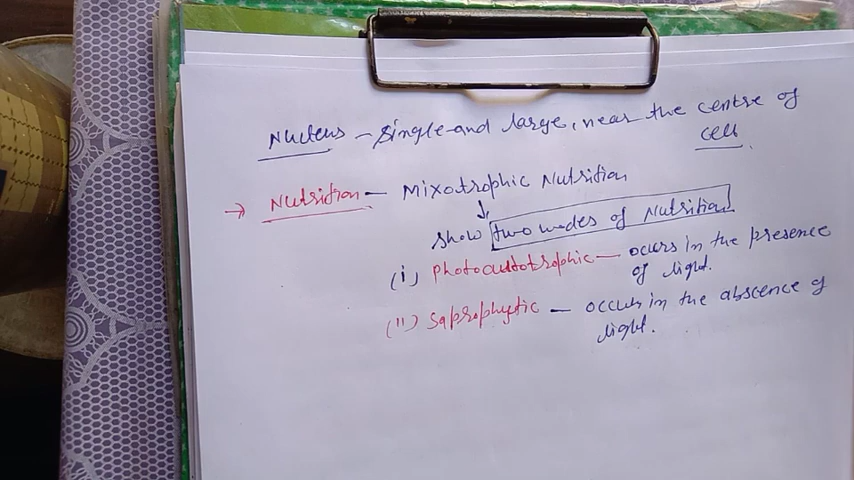 Nucleus - single and large, near the centre of
cell.
→ Nutrition - Mixotrophic Nutrition
↓
show two modes of Nutrition
(i) Photoautotrophic - occurs in the presence
of light.
(ii) Saprophytic - occurs in the abscence of
light.